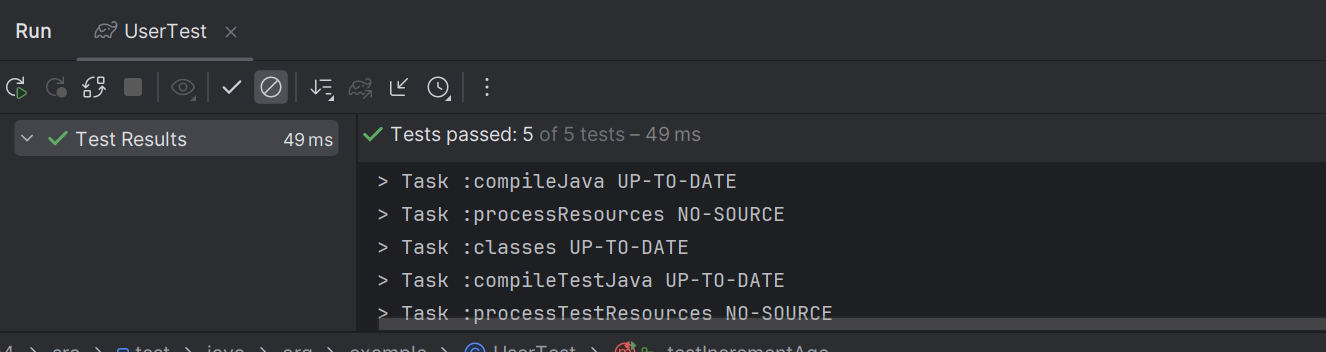 Run UserTest
Test Results 49 ms
Tests passed: 5 of 5 tests – 49 ms
> Task :compileJava UP-TO-DATE
> Task :processResources NO-SOURCE
> Task :classes UP-TO-DATE
> Task :compileTestJava UP-TO-DATE
> Task :processTestResources NO-SOURCE
4 > src > test > java > org > example > UserTest > testIncrementAge